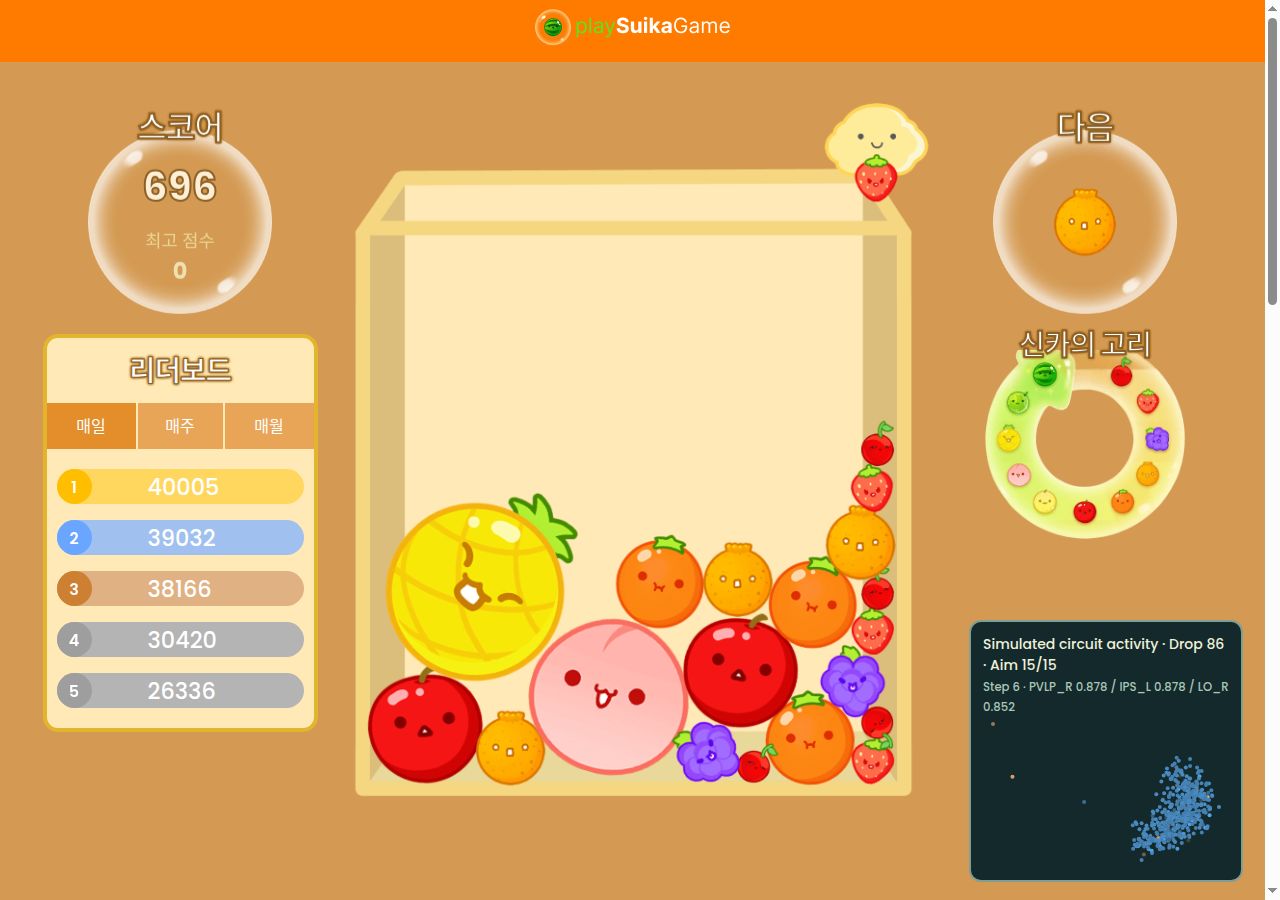 playSuikaGame
스코어
696
최고 점수
0
다음
리더보드
매일 매주 매월
1 40005
2 39032
3 38166
4 30420
5 26336
신카의 고리
Simulated circuit activity · Drop 86
· Aim 15/15
Step 6 · PVLP_R 0.878 / IPS_L 0.878 / LO_R
0.852